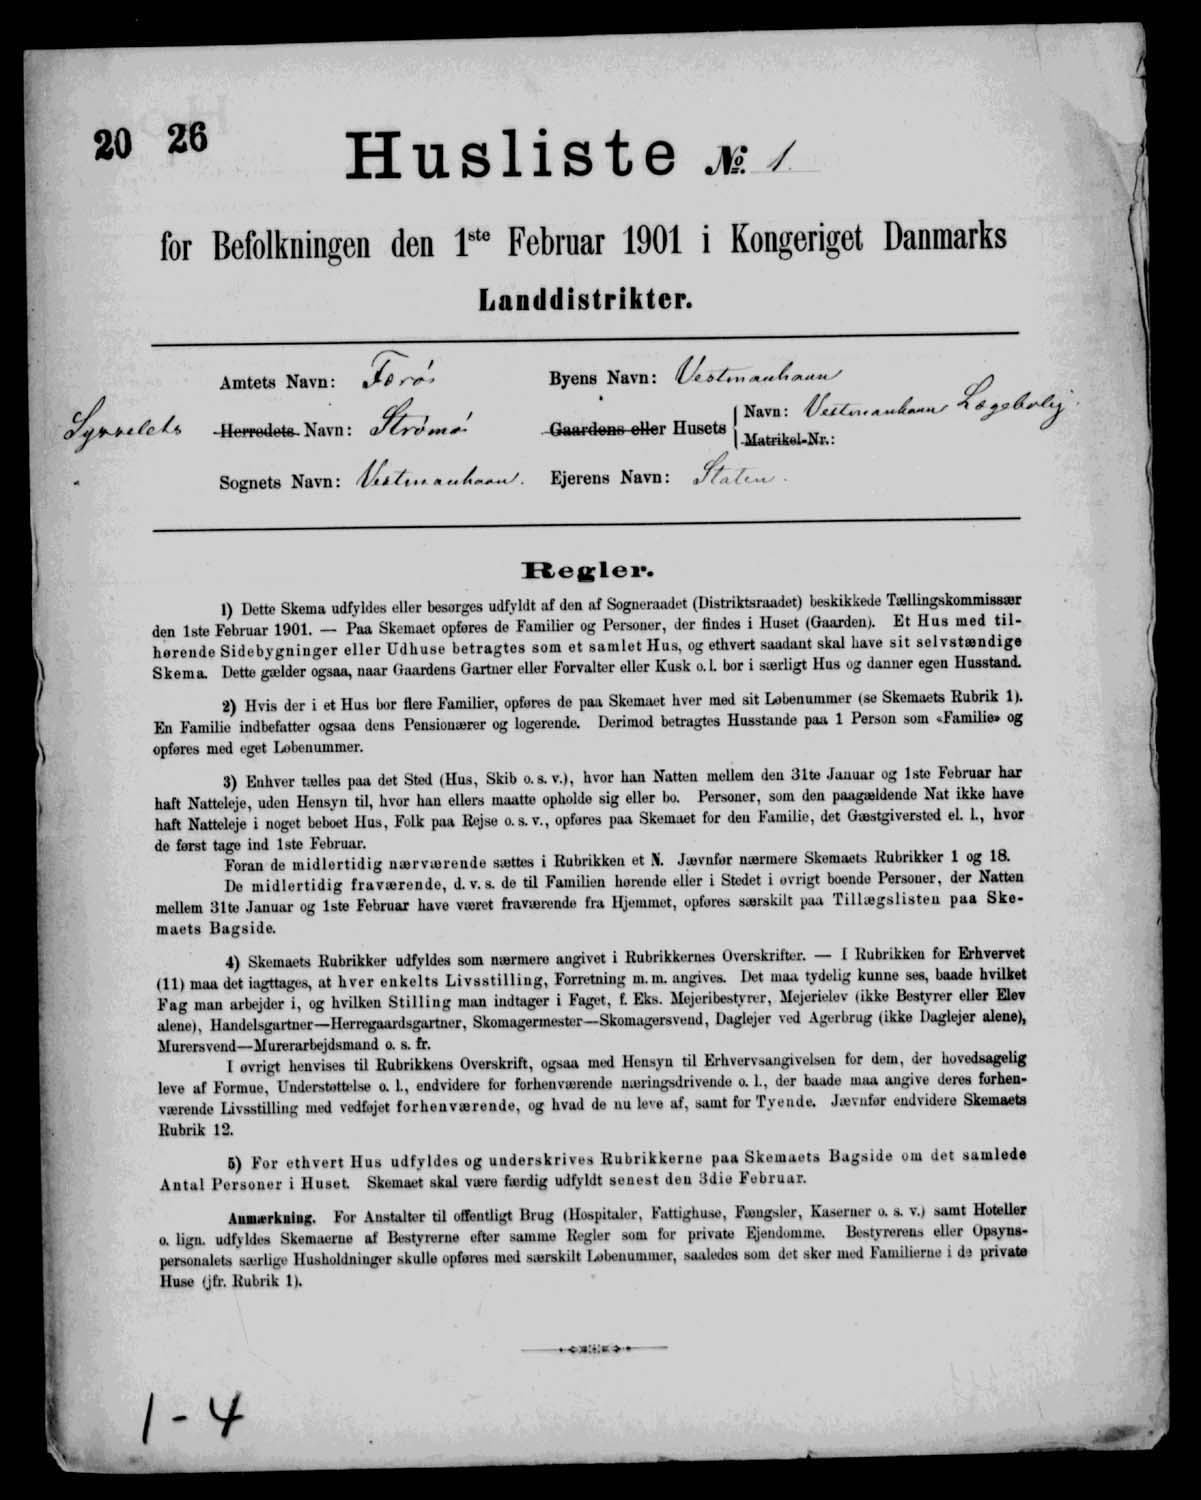 20 26
Husliste № 1.
for Befolkningen den 1ste Februar 1901 i Kongeriget Danmarks
Landdistrikter.
Amtets Navn: Færø
Byens Navn: Vestmanhavn
Sysselets Herredets Navn: Strømø
Gaardens eller Husets
Navn: Vestmanhavn Lægebolig.
Matrikel-Nr.:
Sognets Navn: Vestmanhavn.
Ejerens Navn: Staten.
Regler.
1) Dette Skema udfyldes eller besørges udfyldt af den af Sogneraadet (Distriktsraadet) beskikkede Tællingskommissær
den 1ste Februar 1901. — Paa Skemaet opføres de Familier og Personer, der findes i Huset (Gaarden). Et Hus med til-
hørende Sidebygninger eller Udhuse betragtes som et samlet Hus, og ethvert saadant skal have sit selvstændige
Skema. Dette gælder ogsaa, naar Gaardens Gartner eller Forvalter eller Kusk o. l. bor i særligt Hus og danner egen Husstand.
2) Hvis der i et Hus bor flere Familier, opføres de paa Skemaet hver med sit Løbenummer (se Skemaets Rubrik 1).
En Familie indbefatter ogsaa dens Pensionærer og logerende. Derimod betragtes Husstande paa 1 Person som «Familie» og
opføres med eget Løbenummer.
3) Enhver tælles paa det Sted (Hus, Skib o. s. v.), hvor han Natten mellem den 31te Januar og 1ste Februar har
haft Natteleje, uden Hensyn til, hvor han ellers maatte opholde sig eller bo. Personer, som den paagældende Nat ikke have
haft Natteleje i noget beboet Hus, Folk paa Rejse o. s. v., opføres paa Skemaet for den Familie, det Gæstgiversted el. l., hvor
de først tage ind 1ste Februar.
Foran de midlertidig nærværende sættes i Rubrikken et N. Jævnfør nærmere Skemaets Rubrikker 1 og 18.
De midlertidig fraværende, d. v. s. de til Familien hørende eller i Stedet i øvrigt boende Personer, der Natten
mellem 31te Januar og 1ste Februar have været fraværende fra Hjemmet, opføres særskilt paa Tillægslisten paa Ske-
maets Bagside.
4) Skemaets Rubrikker udfyldes som nærmere angivet i Rubrikkernes Overskrifter. — I Rubrikken for Erhvervet
(11) maa det iagttages, at hver enkelts Livsstilling, Forretning m. m. angives. Det maa tydelig kunne ses, baade hvilket
Fag man arbejder i, og hvilken Stilling man indtager i Faget, f. Eks. Mejeribestyrer, Mejerielev (ikke Bestyrer eller Elev
alene), Handelsgartner—Herregaardsgartner, Skomagermester—Skomagersvend, Daglejer ved Agerbrug (ikke Daglejer alene),
Murersvend—Murerarbejdsmand o. s. fr.
I øvrigt henvises til Rubrikkens Overskrift, ogsaa med Hensyn til Erhvervsangivelsen for dem, der hovedsagelig
leve af Formue, Understøttelse o. l., endvidere for forhenværende næringsdrivende o. l., der baade maa angive deres forhen-
værende Livsstilling med vedføjet forhenværende, og hvad de nu leve af, samt for Tyende. Jævnfør endvidere Skemaets
Rubrik 12.
5) For ethvert Hus udfyldes og underskrives Rubrikkerne paa Skemaets Bagside om det samlede
Antal Personer i Huset. Skemaet skal være færdig udfyldt senest den 3die Februar.
Anmærkning. For Anstalter til offentligt Brug (Hospitaler, Fattighuse, Fængsler, Kaserner o. s. v.) samt Hoteller
o. lign. udfyldes Skemaerne af Bestyrerne efter samme Regler som for private Ejendomme. Bestyrerens eller Opsyns-
personalets særlige Husholdninger skulle opføres med særskilt Løbenummer, saaledes som det sker med Familierne i de private
Huse (jfr. Rubrik 1).
1-4